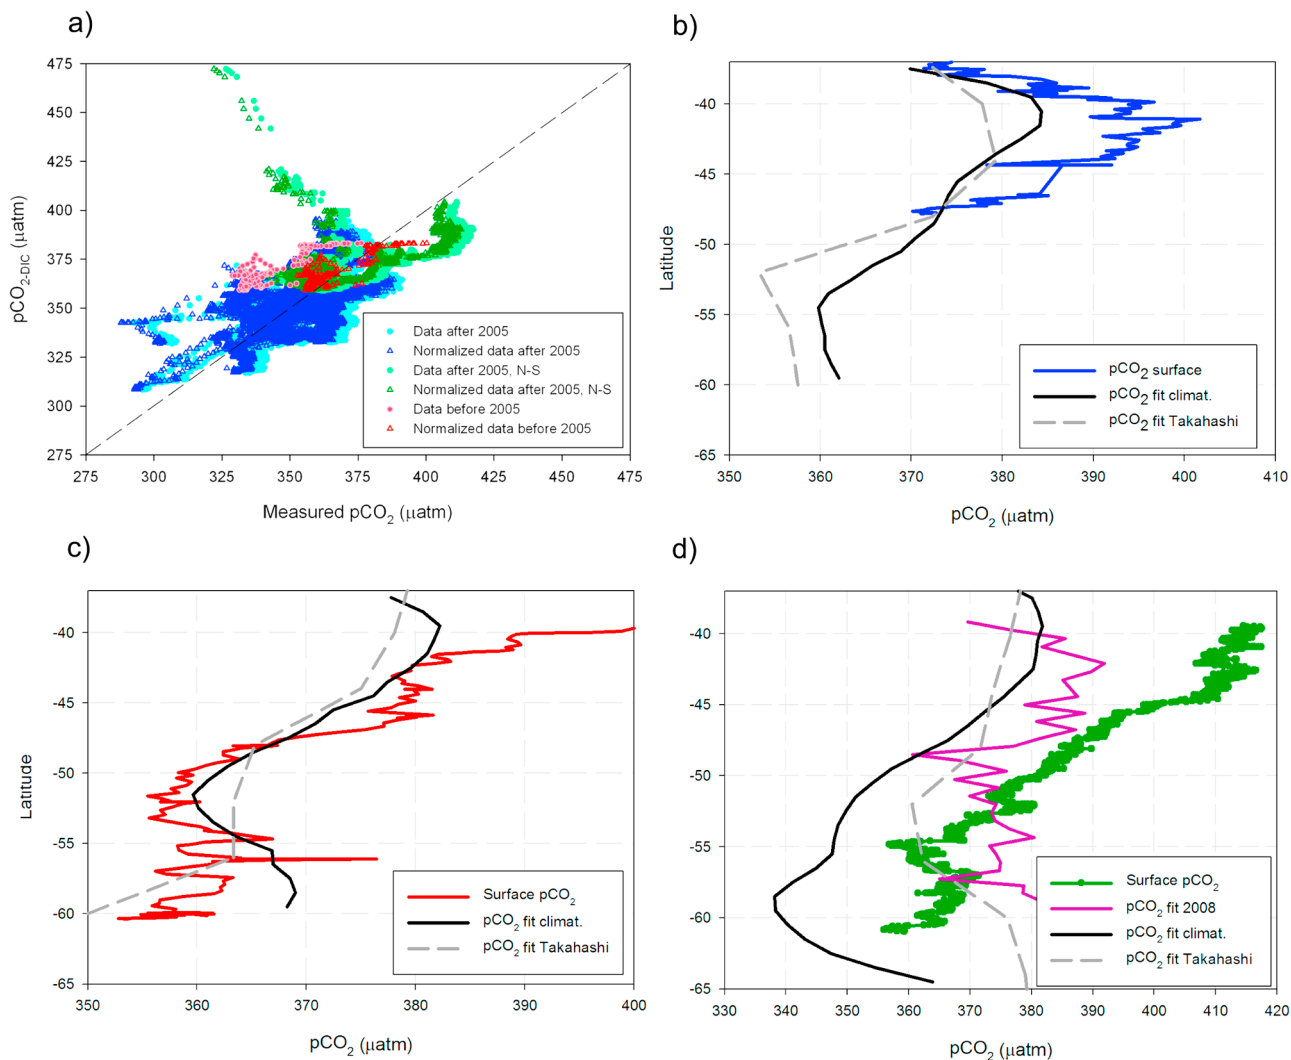 a)
475
450
425
400
375
350
325
300
275
275
300
325
350
375
400
425
450
475
pCO2-DIC (μatm)
Measured pCO2 (μatm)
Data after 2005
Normalized data after 2005
Data after 2005, N-S
Normalized data after 2005, N-S
Data before 2005
Normalized data before 2005
b)
-40
-45
-50
-55
-60
-65
350
360
370
380
390
400
410
Latitude
pCO2 (μatm)
pCO2 surface
pCO2 fit climat.
pCO2 fit Takahashi
c)
-40
-45
-50
-55
-60
-65
350
360
370
380
390
400
Latitude
pCO2 (μatm)
Surface pCO2
pCO2 fit climat.
pCO2 fit Takahashi
d)
-40
-45
-50
-55
-60
-65
330
340
350
360
370
380
390
400
410
420
pCO2 (μatm)
Surface pCO2
pCO2 fit 2008
pCO2 fit climat.
pCO2 fit Takahashi